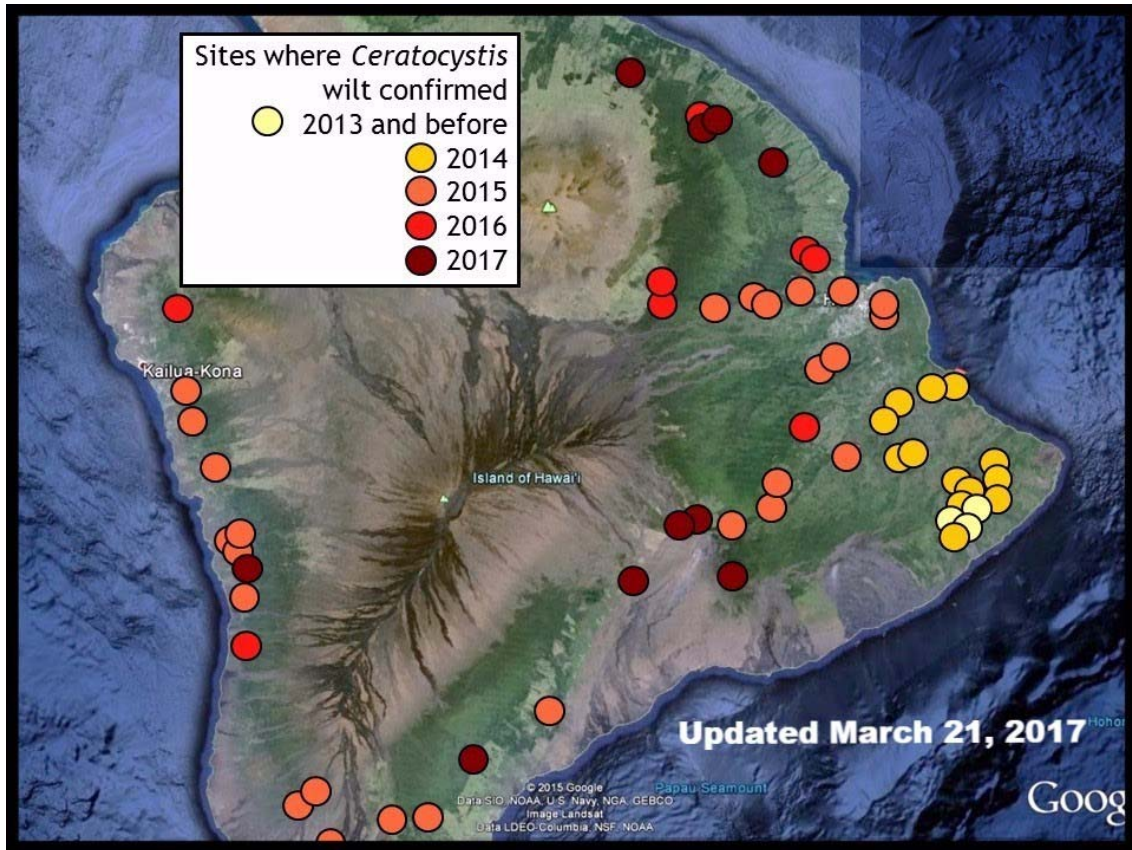 Sites where Ceratocystis
wilt confirmed
2013 and before
2014
2015
2016
2017
Kailua-Kona
Island of Hawai'i
Updated March 21, 2017
© 2015 Google
Data SIO, NOAA, U.S. Navy, NGA, GEBCO
Image Landsat
Data LDEO-Columbia, NSF, NOAA
Papau Seamount
Hohor
Goog